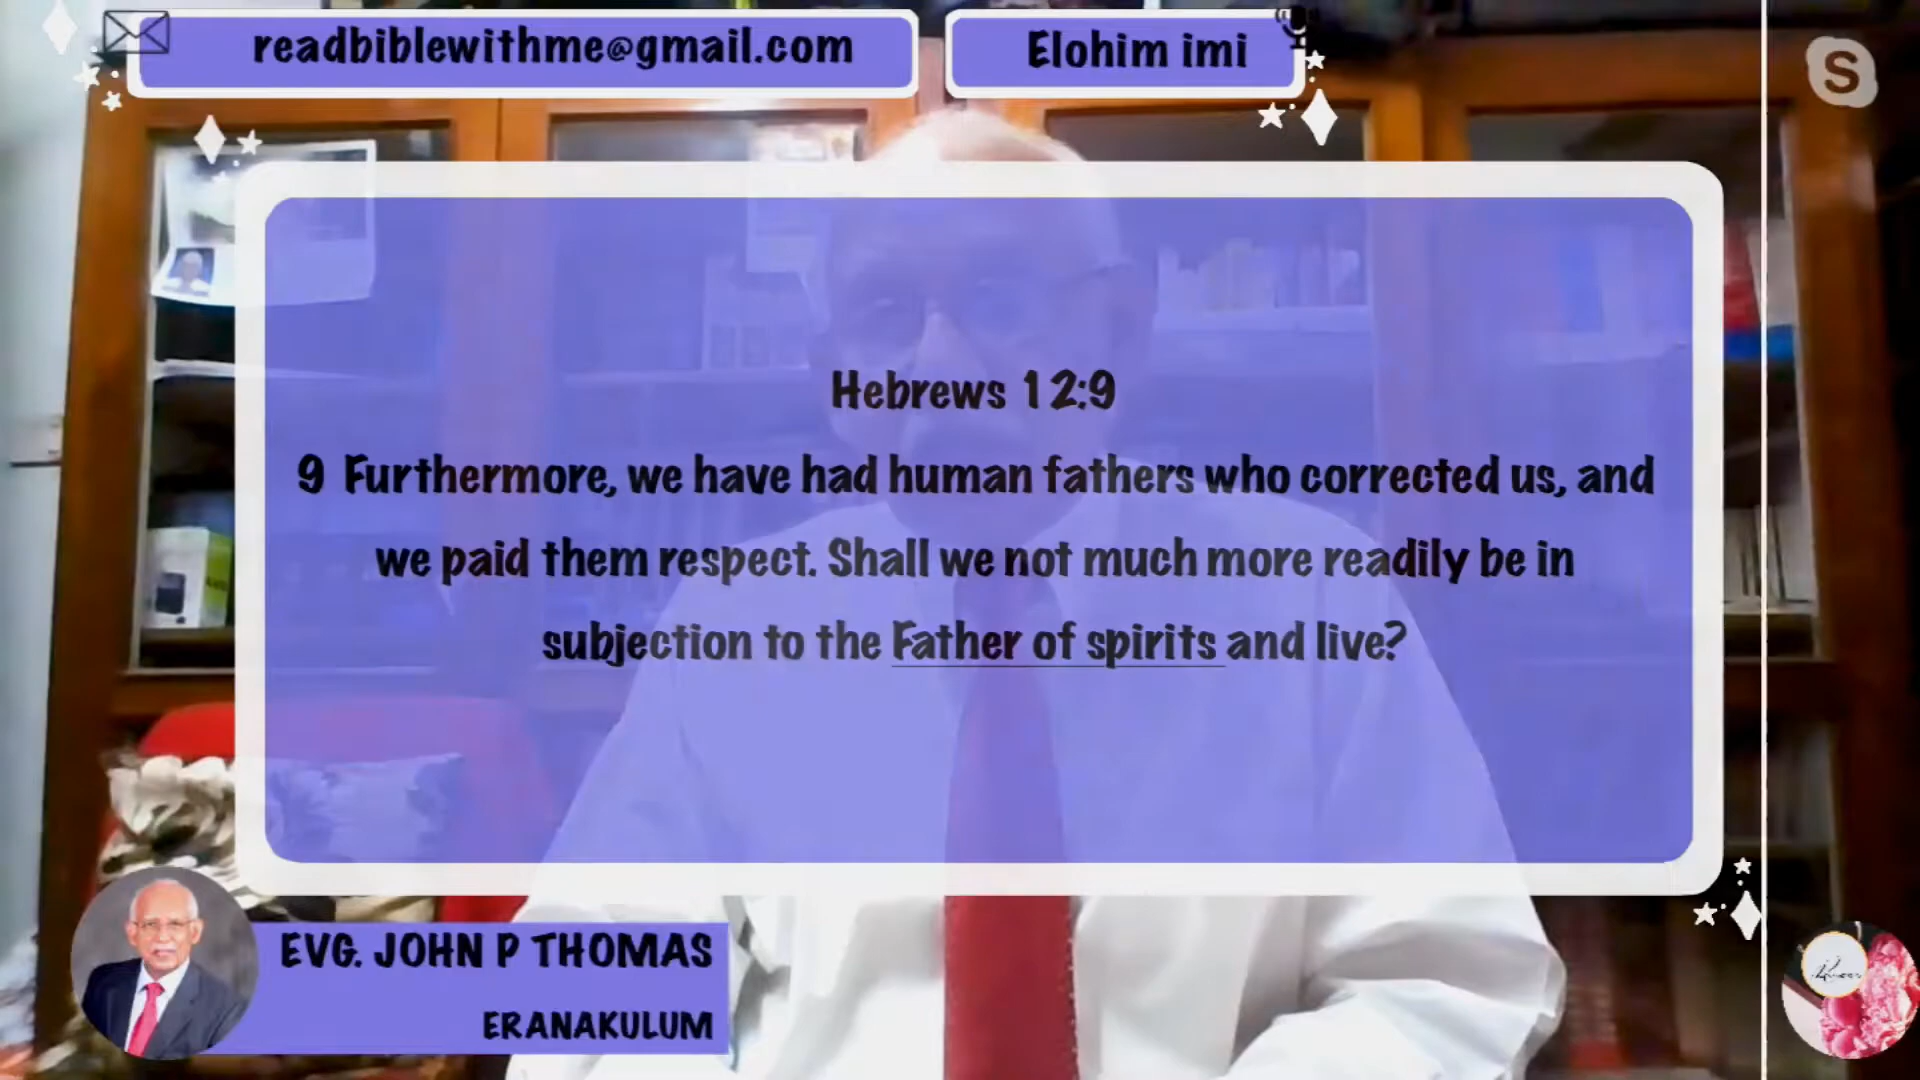 readbiblewithme@gmail.com
Elohim imi
S
Hebrews 12:9
9 Furthermore, we have had human fathers who corrected us, and
we paid them respect. Shall we not much more readily be in
subjection to the Father of spirits and live?
EVG. JOHN P THOMAS
ERANAKULUM